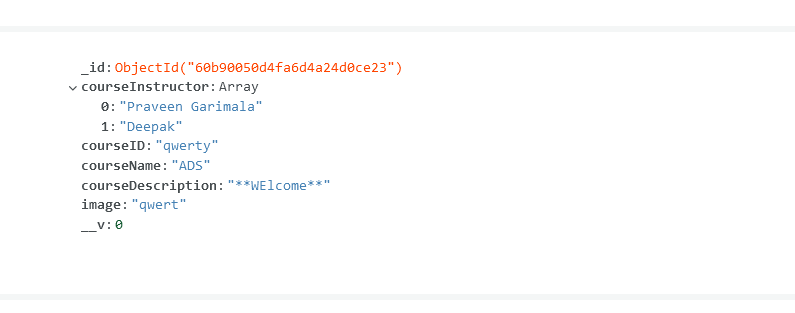 _id: ObjectId("60b90050d4fa6d4a24d0ce23")
courseInstructor: Array
0: "Praveen Garimala"
1: "Deepak"
courseID: "qwerty"
courseName: "ADS"
courseDescription: "**WElcome**"
image: "qwert"
__v: 0